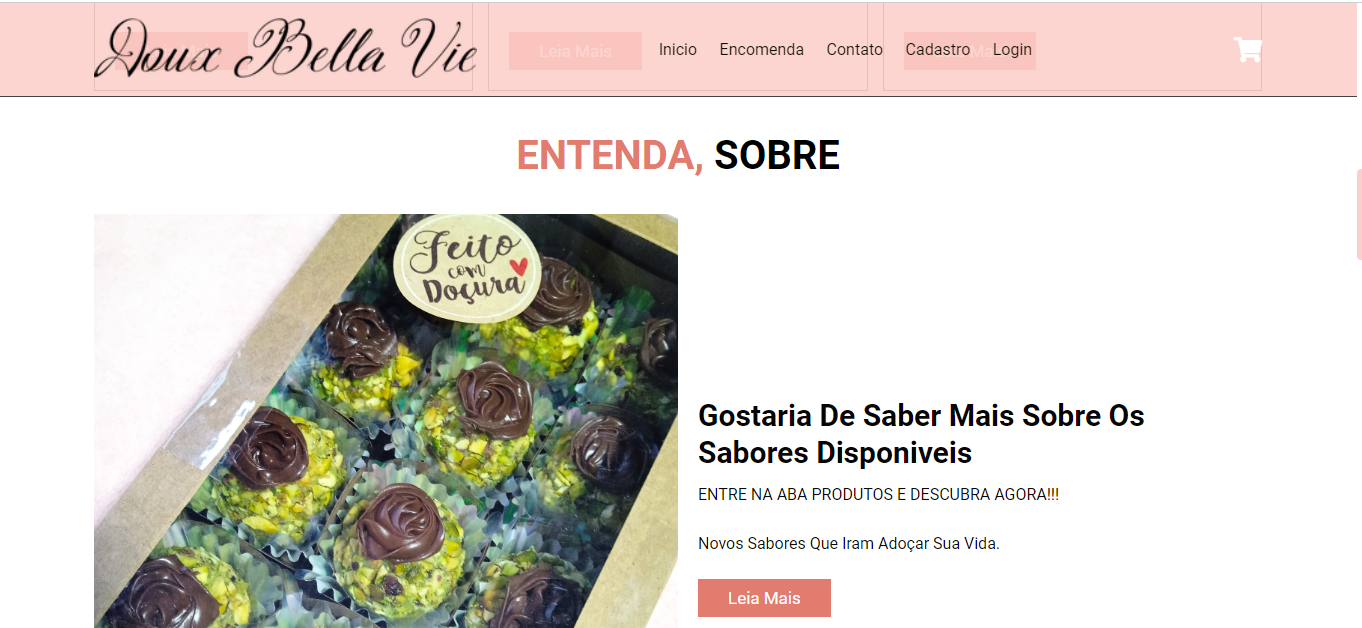 Doux Bella Vie
Leia Mais Inicio Encomenda Contato Cadastro Login
ENTENDA, SOBRE
Feito
com
Doçura
Gostaria De Saber Mais Sobre Os
Sabores Disponiveis
ENTRE NA ABA PRODUTOS E DESCUBRA AGORA!!!
Novos Sabores Que Iram Adoçar Sua Vida.
Leia Mais